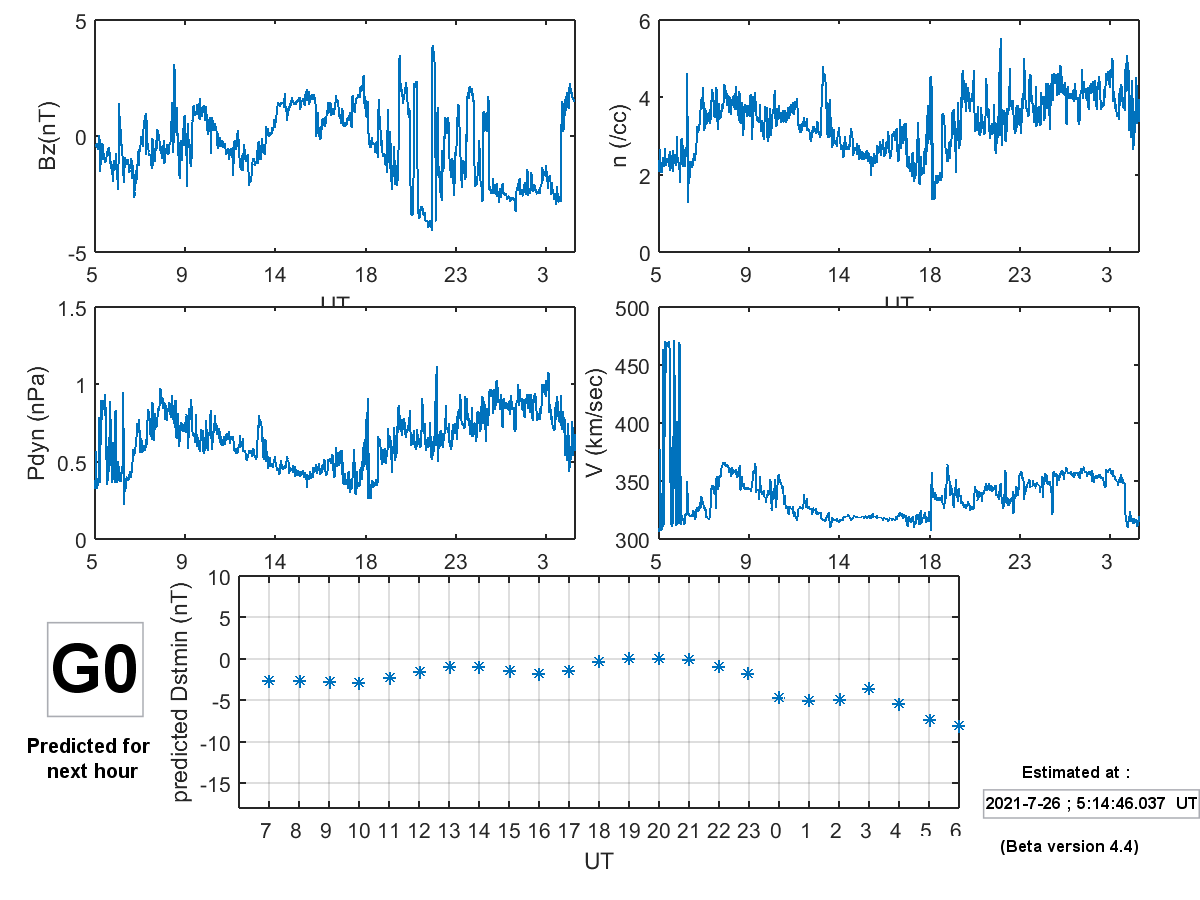 5
0
-5
Bz(nT)
5 9 14 18 23 3
UT
6
4
2
0
n (/cc)
5 9 14 18 23 3
UT
1.5
1
0.5
0
Pdyn (nPa)
5 9 14 18 23 3
500
450
400
350
300
V (km/sec)
5 9 14 18 23 3
10
5
0
-5
-10
-15
predicted Dstmin (nT)
7 8 9 10 11 12 13 14 15 16 17 18 19 20 21 22 23 0 1 2 3 4 5 6
UT
G0
Predicted for
next hour
Estimated at :
2021-7-26 ; 5:14:46.037 UT
(Beta version 4.4)